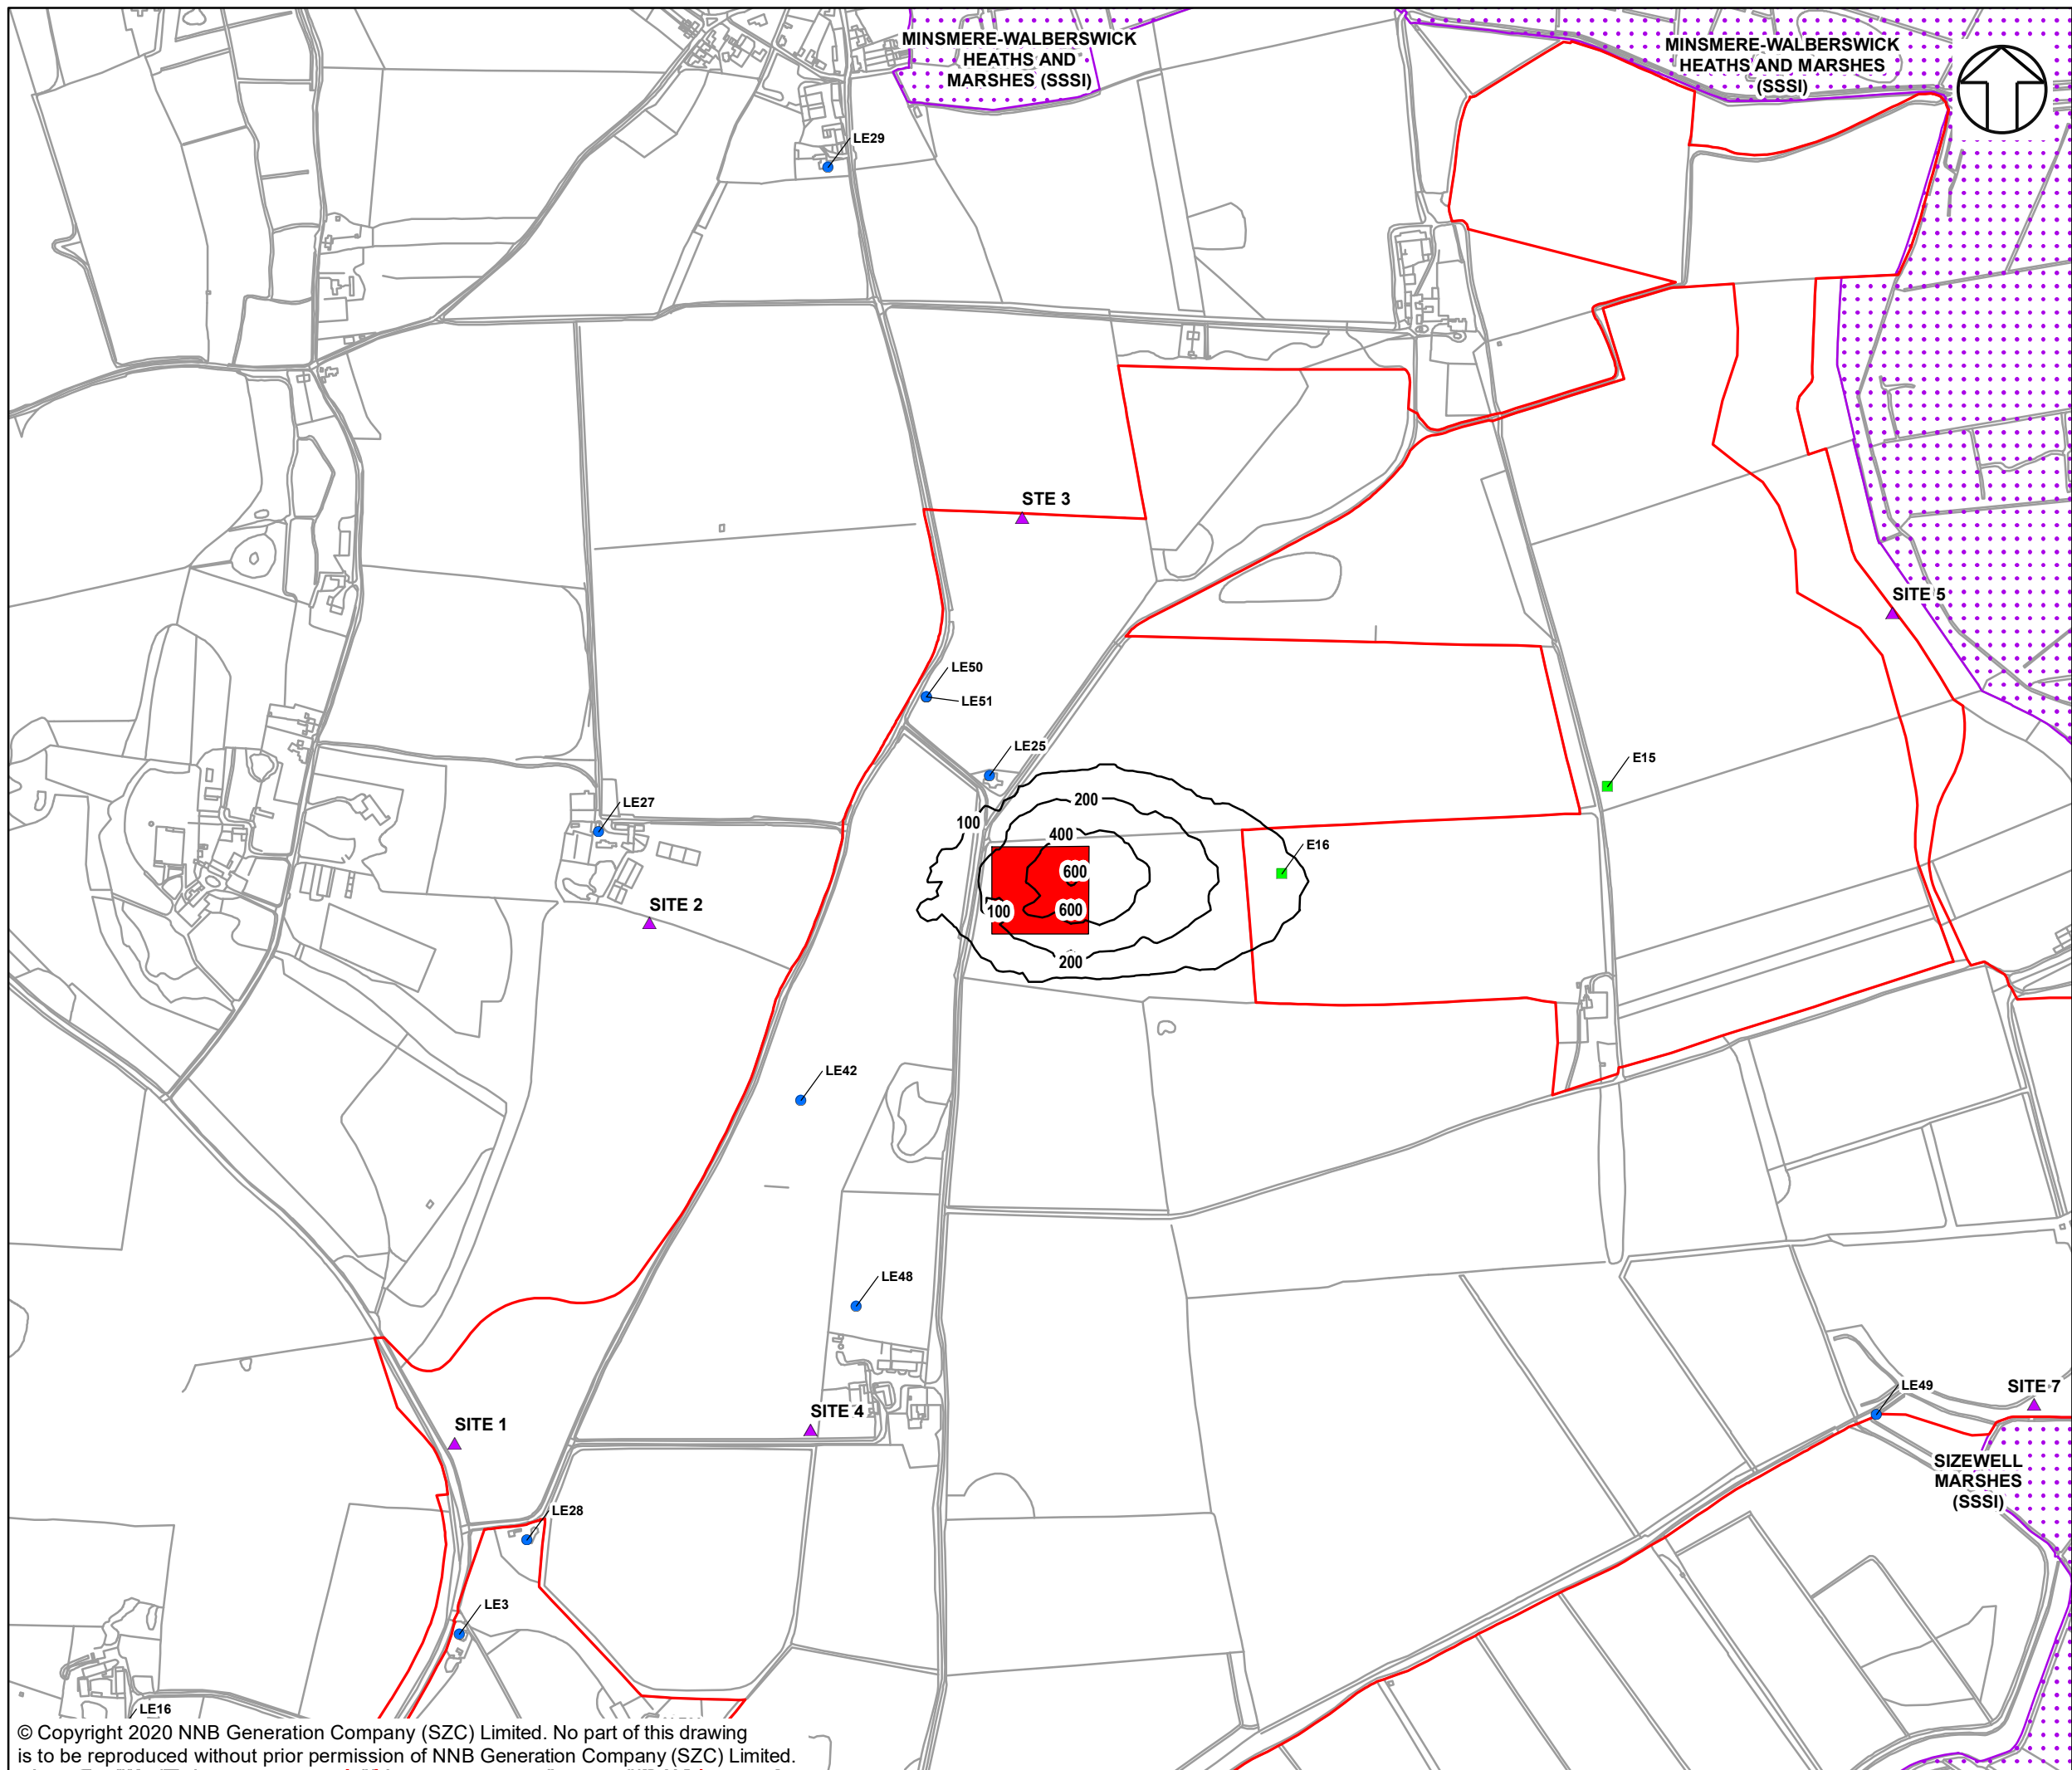 MINSMERE-WALBERSWICK
HEATHS AND
MARSHES (SSSI)
MINSMERE-WALBERSWICK
HEATHS AND MARSHES
(SSSI)
LE29
STE 3
SITE 5
LE50
LE51
LE25
E15
LE27
200
100
400
E16
600
SITE 2
100
600
200
LE42
LE48
LE49
SITE 7
SITE 4
SITE 1
SIZEWELL
MARSHES
(SSSI)
LE28
LE3
LE16
© Copyright 2020 NNB Generation Company (SZC) Limited. No part of this drawing
is to be reproduced without prior permission of NNB Generation Company (SZC) Limited.